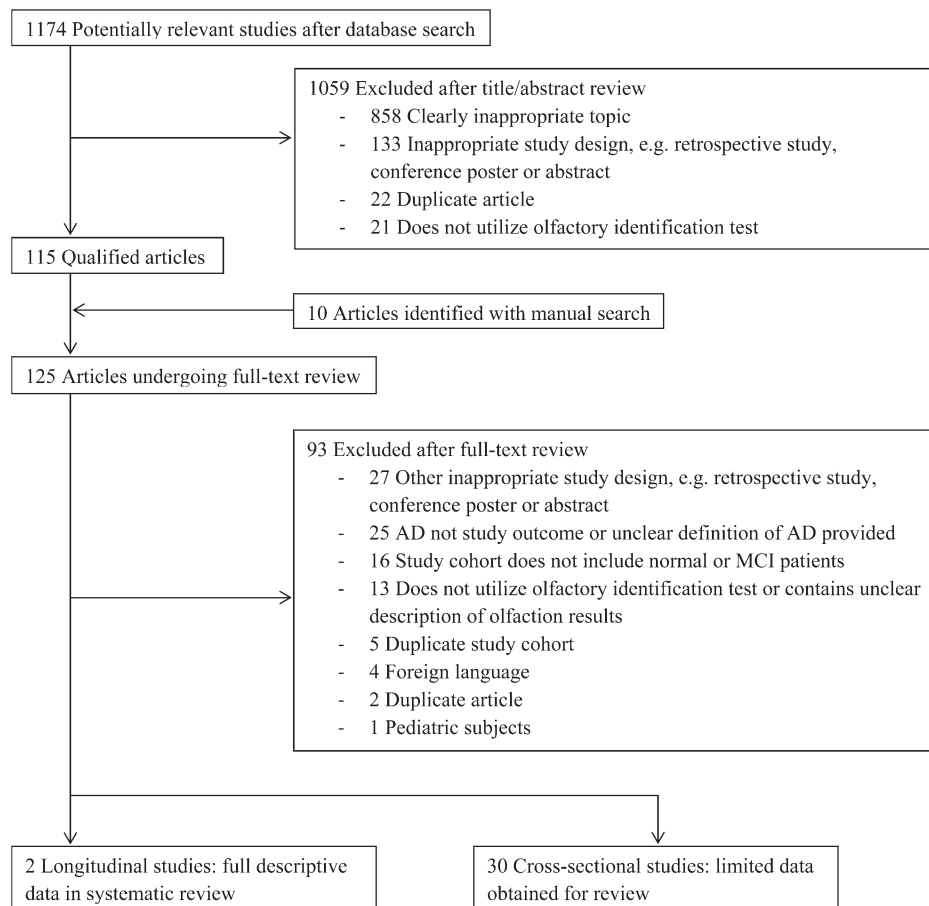 1174 Potentially relevant studies after database search
1059 Excluded after title/abstract review
- 858 Clearly inappropriate topic
- 133 Inappropriate study design, e.g. retrospective study,
conference poster or abstract
- 22 Duplicate article
- 21 Does not utilize olfactory identification test
115 Qualified articles
10 Articles identified with manual search
125 Articles undergoing full-text review
93 Excluded after full-text review
- 27 Other inappropriate study design, e.g. retrospective study,
conference poster or abstract
- 25 AD not study outcome or unclear definition of AD provided
- 16 Study cohort does not include normal or MCI patients
- 13 Does not utilize olfactory identification test or contains unclear
description of olfaction results
- 5 Duplicate study cohort
- 4 Foreign language
- 2 Duplicate article
- 1 Pediatric subjects
2 Longitudinal studies: full descriptive
data in systematic review
30 Cross-sectional studies: limited data
obtained for review